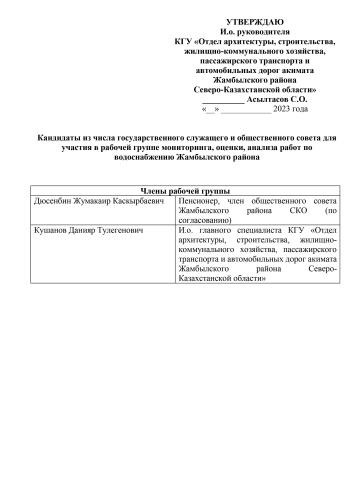 УТВЕРЖДАЮ
И.о. руководителя
КГУ «Отдел архитектуры, строительства,
жилищно-коммунального хозяйства,
пассажирского транспорта и
автомобильных дорог акимата
Жамбылского района
Северо-Казахстанской области»
__________ Асылтасов С.О.
«__» ____________ 2023 года
Кандидаты из числа государственного служащего и общественного совета для
участия в рабочей группе мониторинга, оценки, анализа работ по
водоснабжению Жамбылского района
Члены рабочей группы
Дюсенбин Жумакаир Каскырбаевич
Пенсионер, член общественного совета
Жамбылского района СКО (по
согласованию)
Кушанов Данияр Тулегенович
И.о. главного специалиста КГУ «Отдел
архитектуры, строительства, жилищно-
коммунального хозяйства, пассажирского
транспорта и автомобильных дорог акимата
Жамбылского района Северо-
Казахстанской области»